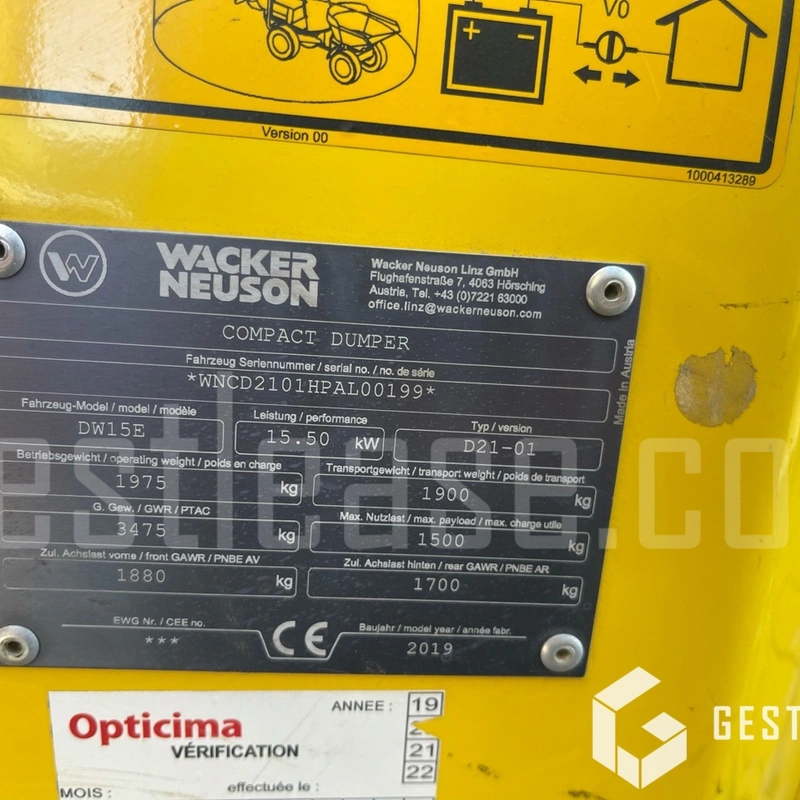 + -
V0
Version 00
1000413289
W
WACKER
NEUSON
Wacker Neuson Linz GmbH
Flughafenstraße 7, 4063 Hörsching
Austria, Tel. +43 (0)7221 63000
office.linz@wackerneuson.com
COMPACT DUMPER
Fahrzeug Seriennummer / serial no. / no. de série
*WNCD2101HPAL00199*
Made in Austria
Fahrzeug-Model / model / modèle
DW15E
Leistung / performance
15.50 kW
Typ / version
D21-01
Betriebsgewicht / operating weight / poids en charge
1975 kg
Transportgewicht / transport weight / poids de transport
1900 kg
G. Gew. / GWR / PTAC
3475 kg
Max. Nutzlast / max. payload / max. charge utile
1500 kg
Zul. Achslast vorne / front GAWR / PNBE AV
1880 kg
Zul. Achslast hinten / rear GAWR / PNBE AR
1700 kg
EWG Nr. / CEE no.
***
CE
Baujahr / model year / année fabr.
2019
estlease.co
Opticima
VÉRIFICATION
ANNEE :
19
21
22
effectuée le :
MOIS :
GEST